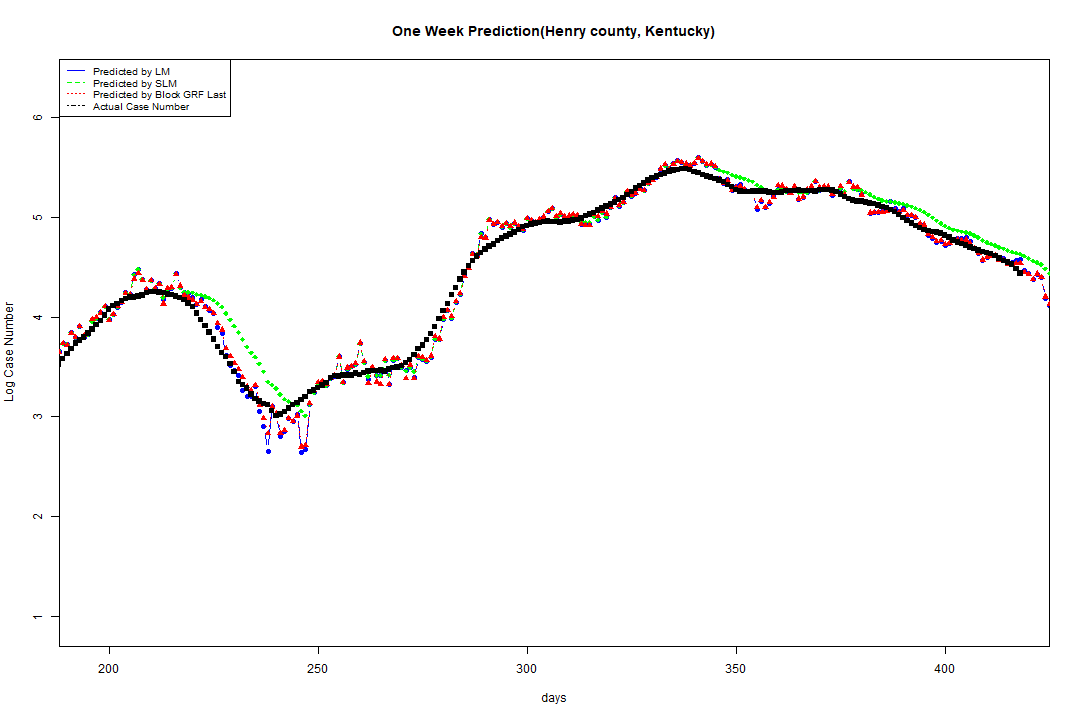 One Week Prediction(Henry county, Kentucky)
Predicted by LM
Predicted by SLM
Predicted by Block GRF Last
Actual Case Number
6
5
4
3
2
1
Log Case Number
200 250 300 350 400
days